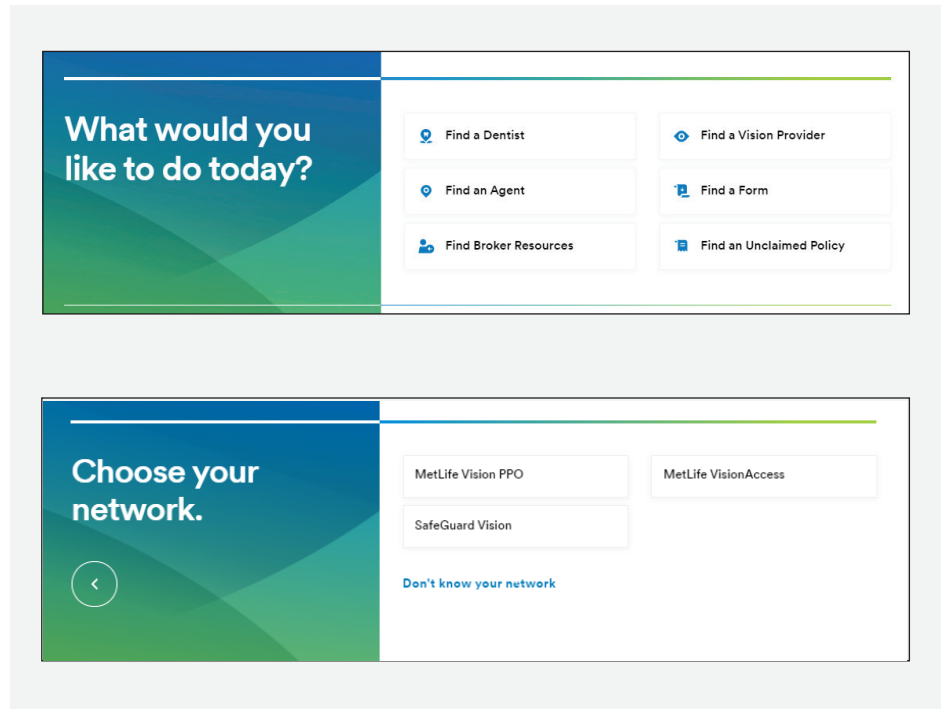 What would you
like to do today?
Find a Dentist
Find a Vision Provider
Find an Agent
Find a Form
Find Broker Resources
Find an Unclaimed Policy
Choose your
network.
MetLife Vision PPO
MetLife VisionAccess
SafeGuard Vision
Don't know your network